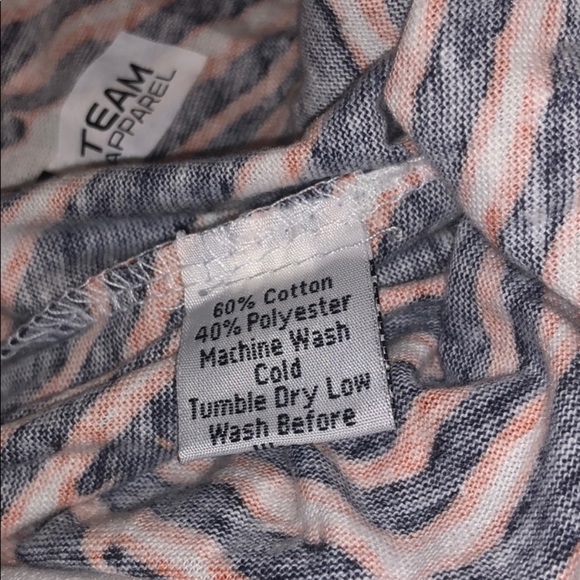 TEAM
APPAREL
60% Cotton
40% Polyester
Machine Wash
Cold
Tumble Dry Low
Wash Before